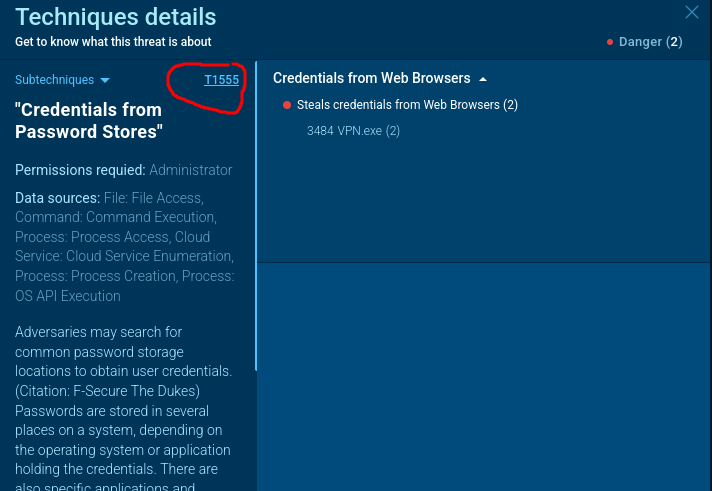 Techniques details
Get to know what this threat is about
Danger (2)
Subtechniques
T1555
"Credentials from
Password Stores"
Permissions requied: Administrator
Data sources: File: File Access,
Command: Command Execution,
Process: Process Access, Cloud
Service: Cloud Service Enumeration,
Process: Process Creation, Process:
OS API Execution
Adversaries may search for
common password storage
locations to obtain user credentials.
(Citation: F-Secure The Dukes)
Passwords are stored in several
places on a system, depending on
the operating system or application
holding the credentials. There are
also specific applications and
Credentials from Web Browsers
Steals credentials from Web Browsers (2)
3484 VPN.exe (2)